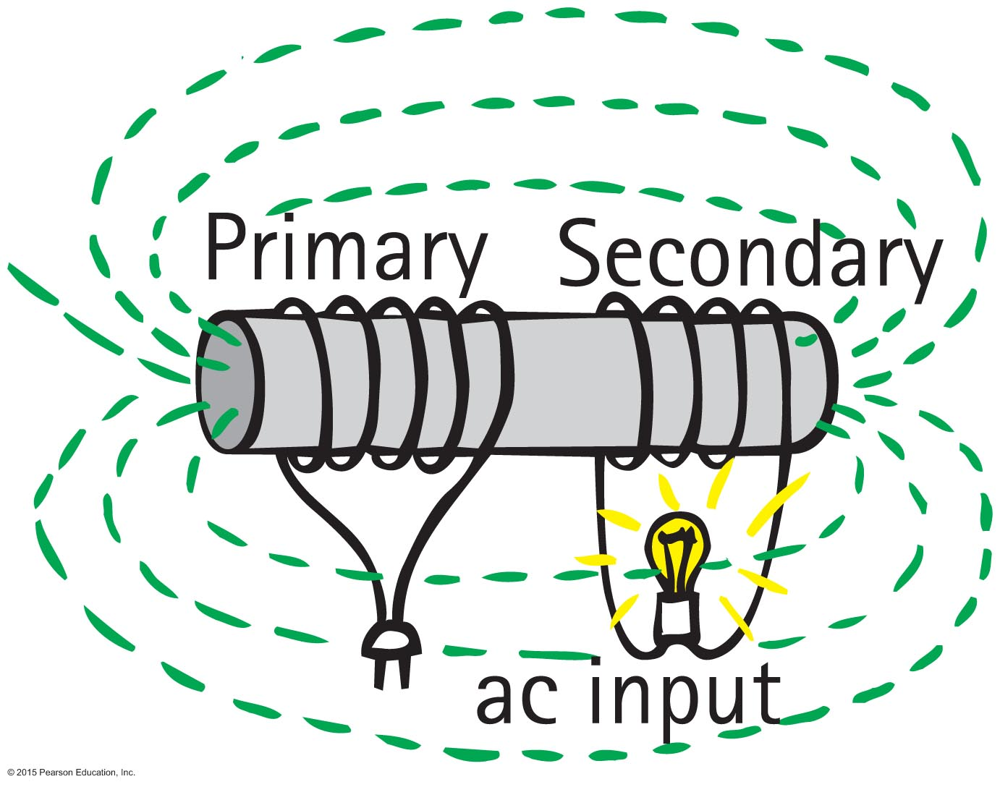 Primary
Secondary
ac input
© 2015 Pearson Education, Inc.